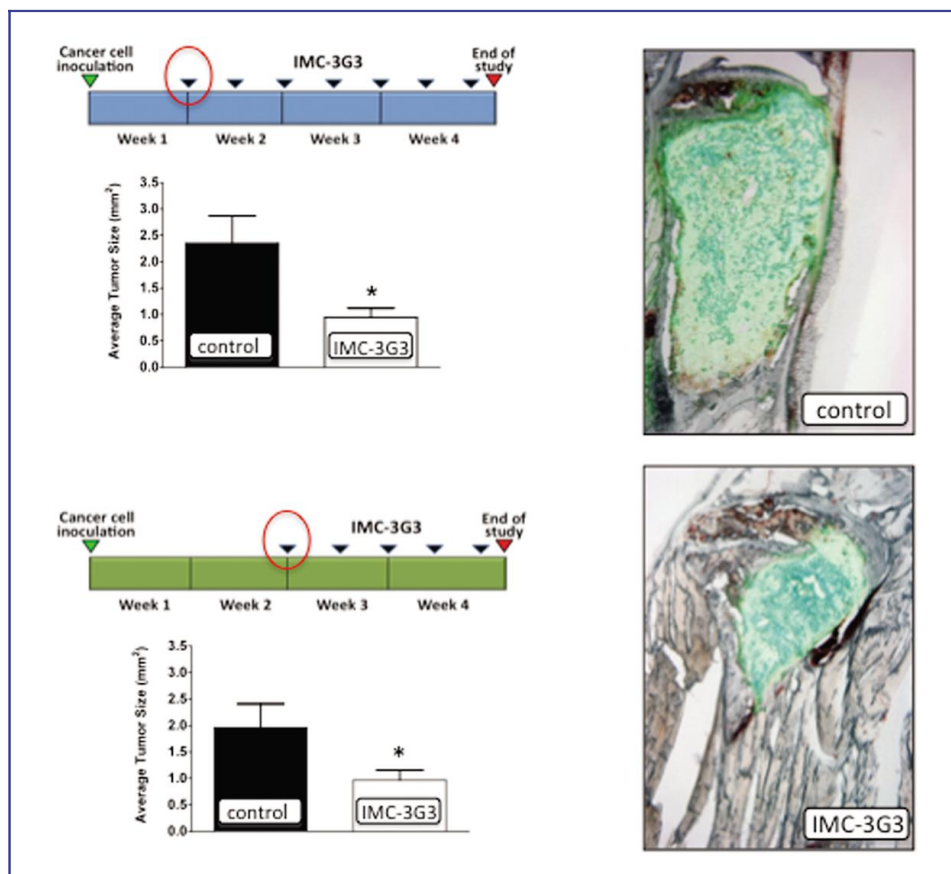 Cancer cell
inoculation
IMC-3G3
End of
study
Week 1
Week 2
Week 3
Week 4
Average Tumor Size (mm²)
3.5
3.0
2.5
2.0
1.5
1.0
0.5
0.0
control
*
IMC-3G3
control
Cancer cell
inoculation
IMC-3G3
End of
study
Week 1
Week 2
Week 3
Week 4
Average Tumor Size (mm²)
3.5
3.0
2.5
2.0
1.5
1.0
0.5
0.0
control
*
IMC-3G3
IMC-3G3